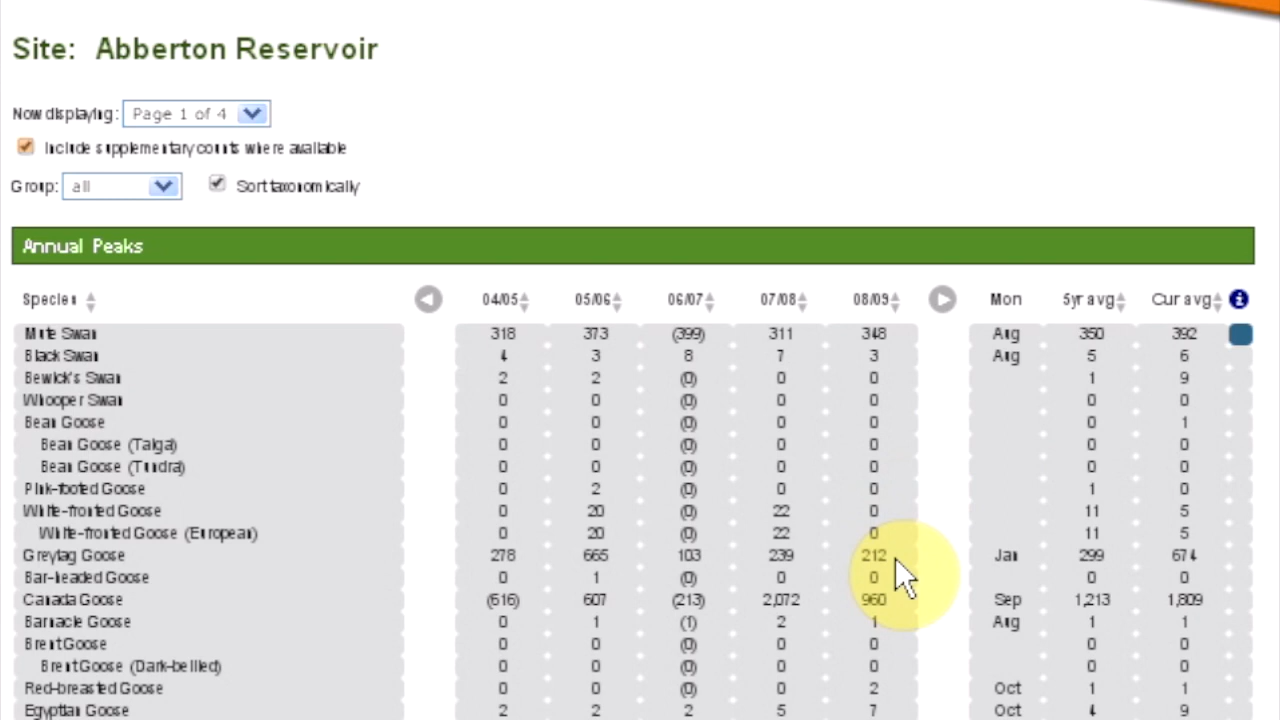 Site: Abberton Reservoir
Now displaying: Page 1 of 4
Include supplementary counts where available
Group: all Sort taxonomically
Annual Peaks
Species 04/05 05/06 06/07 07/08 08/09 Mon 5yr avg Cur avg i
Mute Swan 318 373 (399) 311 348 Aug 350 392
Black Swan 4 3 8 7 3 Aug 5 6
Bewick's Swan 2 2 (0) 0 0 1 9
Whooper Swan 0 0 (0) 0 0 0 0
Bean Goose 0 0 (0) 0 0 0 1
Bean Goose (Taiga) 0 0 (0) 0 0 0 0
Bean Goose (Tundra) 0 0 (0) 0 0 0 0
Pink-footed Goose 0 2 (0) 0 0 1 0
White-fronted Goose 0 20 (0) 22 0 11 5
White-fronted Goose (European) 0 20 (0) 22 0 11 5
Greylag Goose 278 665 103 239 212 Jan 299 674
Bar-headed Goose 0 1 (0) 0 0 0 0
Canada Goose (616) 607 (213) 2,072 960 Sep 1,213 1,809
Barnacle Goose 0 1 (1) 2 1 Aug 1 1
Brent Goose 0 0 (0) 0 0 0 0
Brent Goose (Dark-bellied) 0 0 (0) 0 0 0 0
Red-breasted Goose 0 0 (0) 0 2 Oct 1 1
Egyptian Goose 2 2 2 5 7 Oct 4 9